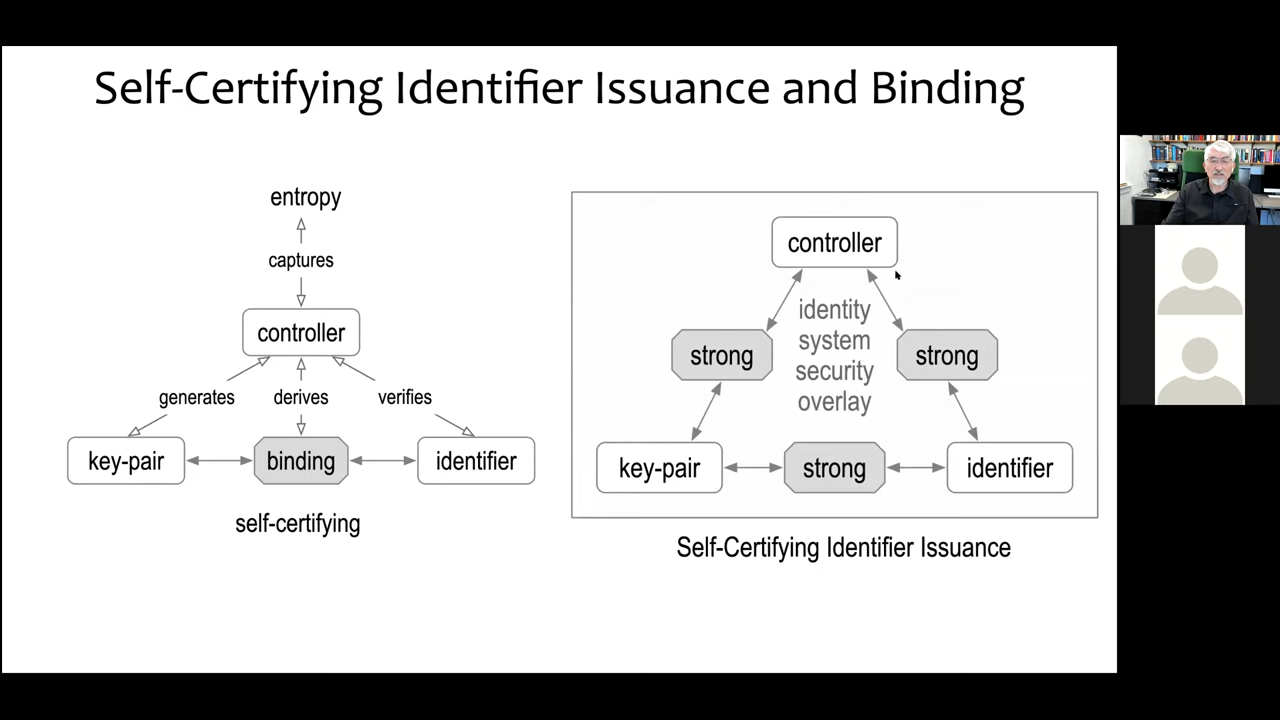 Self-Certifying Identifier Issuance and Binding
entropy
captures
controller
generates
derives
verifies
key-pair
binding
identifier
self-certifying
controller
identity
system
security
overlay
strong
strong
key-pair
strong
identifier
Self-Certifying Identifier Issuance